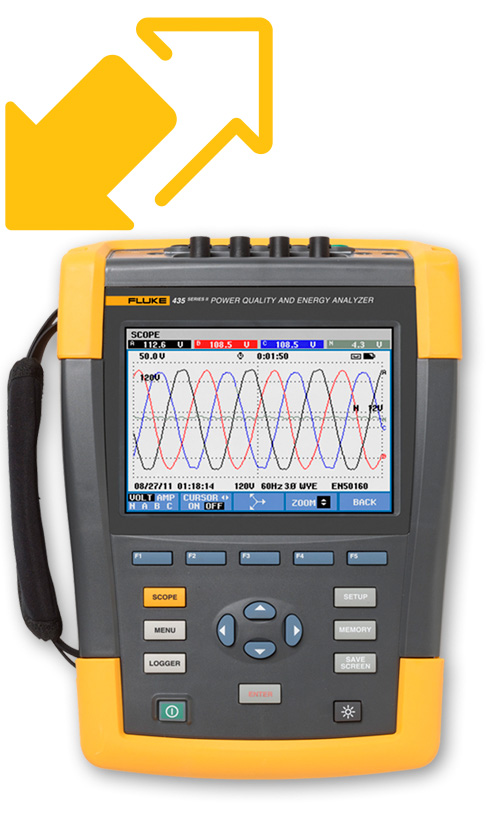 FLUKE 435 SERIES II POWER QUALITY AND ENERGY ANALYZER
SCOPE
A 112.6 V B 108.5 V C 108.5 V N 4.3 V
50.0 V 0:01:50
120V
N 12V
08/27/11 01:18:14 120V 60Hz 3Ø WYE EN50160
VOLT AMP CURSOR ZOOM BACK
N A B C ON OFF
F1 F2 F3 F4 F5
SCOPE SETUP
MENU MEMORY
LOGGER SAVE SCREEN
ENTER